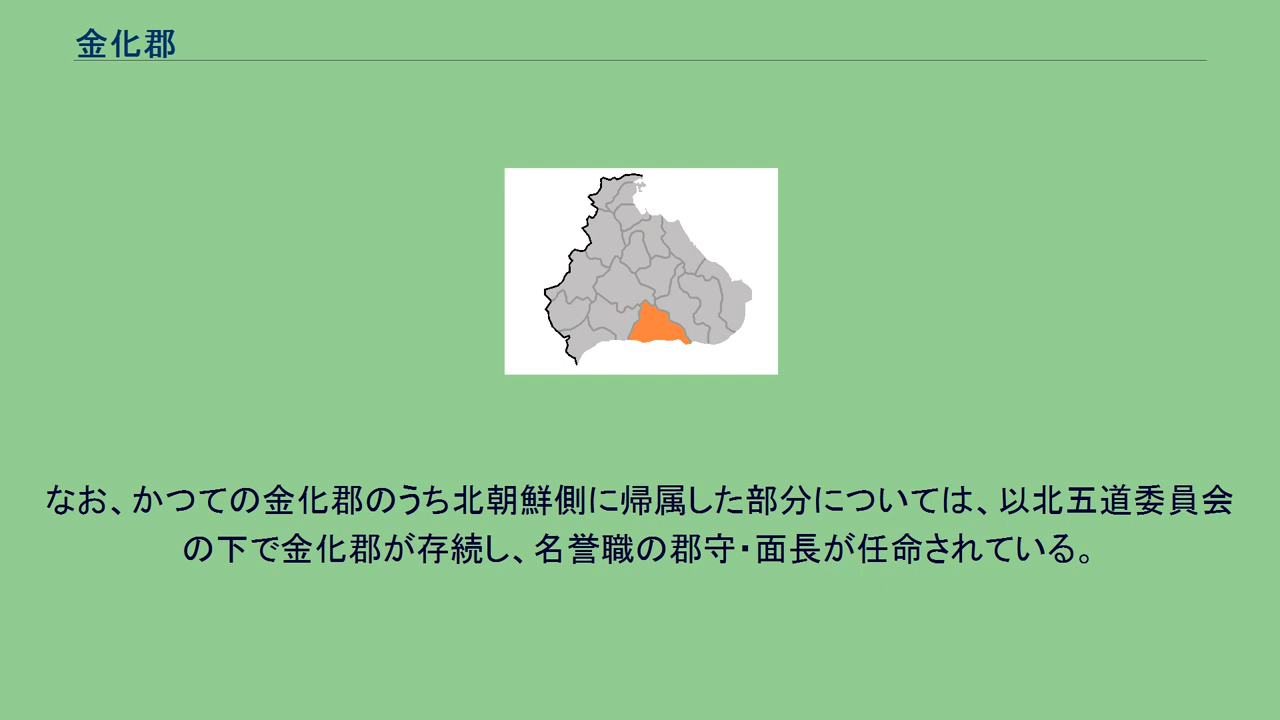 金化郡
なお、かつての金化郡のうち北朝鮮側に帰属した部分については、以北五道委員会
の下で金化郡が存続し、名誉職の郡守・面長が任命されている。